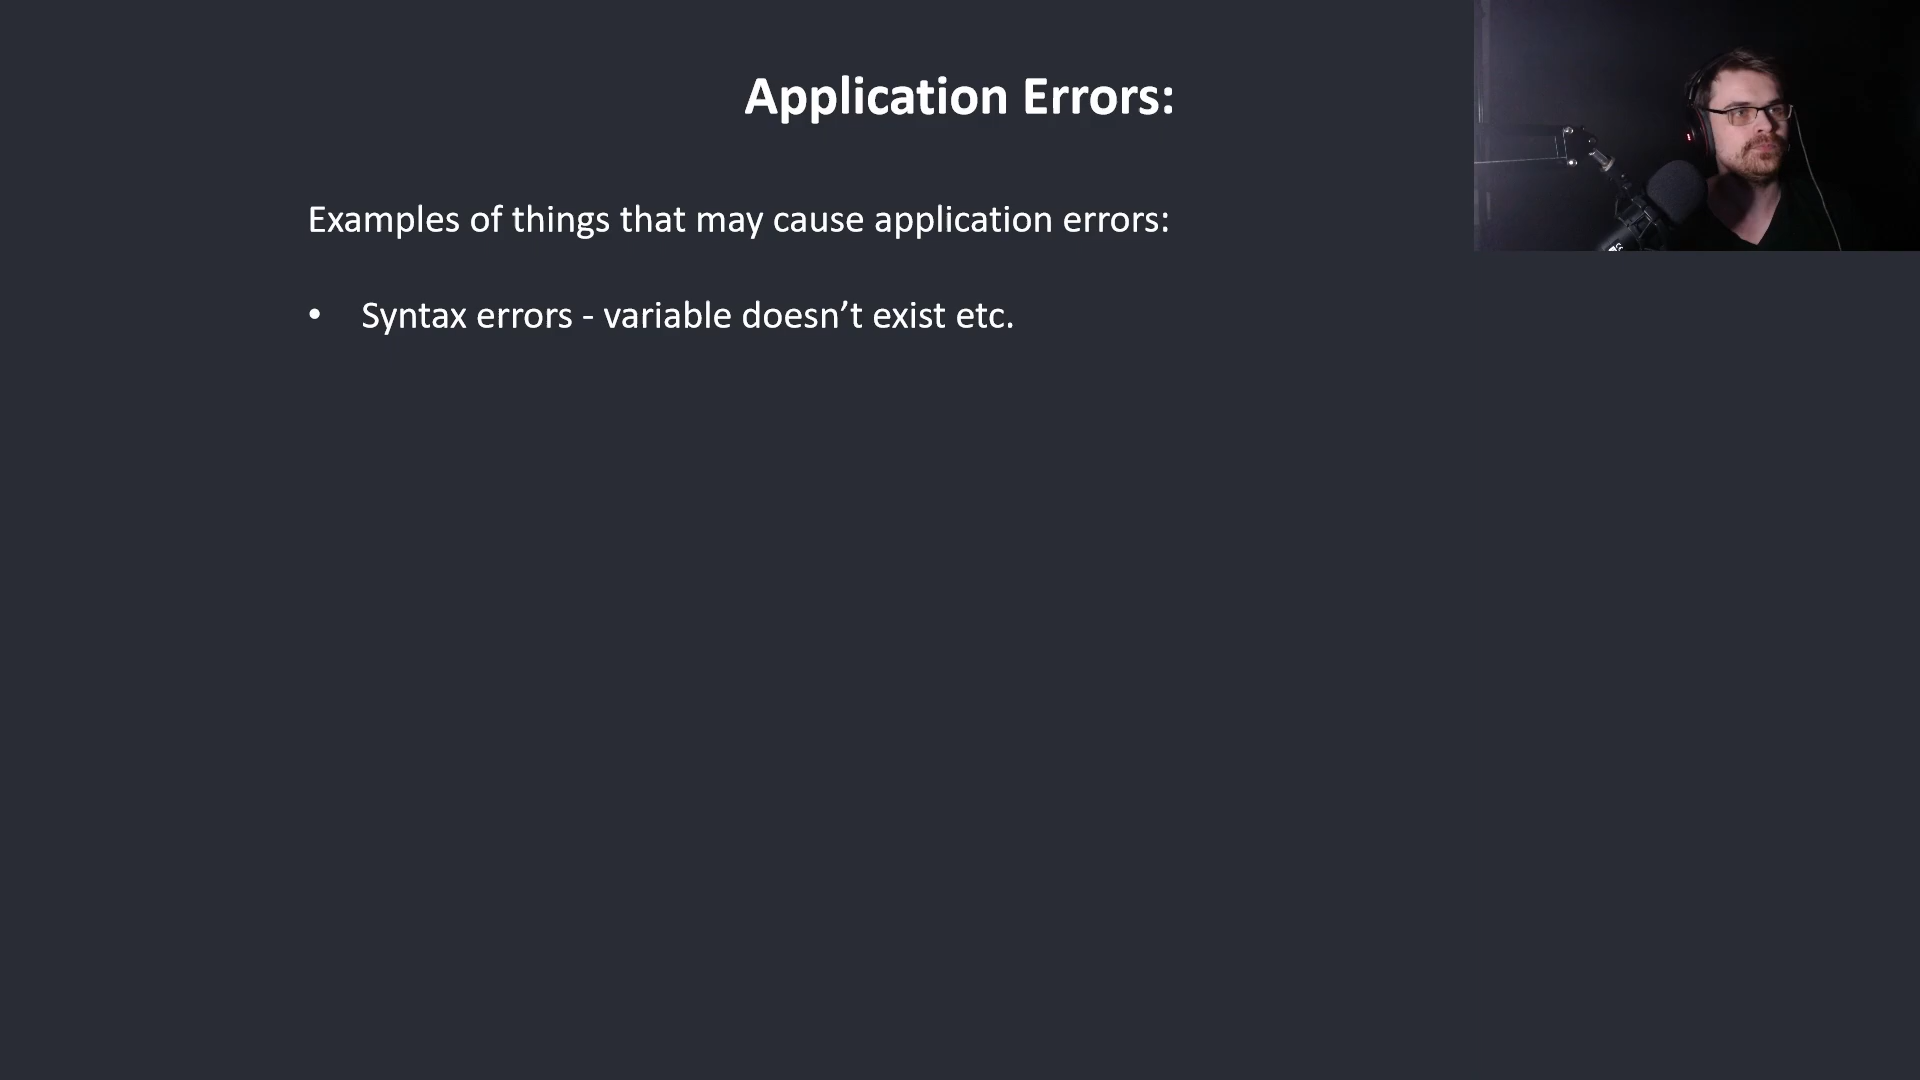 Application Errors:
Examples of things that may cause application errors:
• Syntax errors - variable doesn’t exist etc.